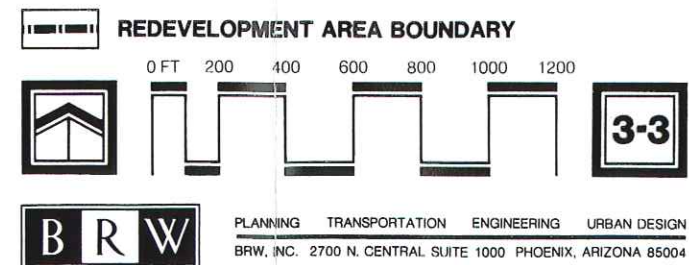 REDEVELOPMENT AREA BOUNDARY
0 FT 200 400 600 800 1000 1200
3-3
BRW
PLANNING TRANSPORTATION ENGINEERING URBAN DESIGN
BRW, INC. 2700 N. CENTRAL SUITE 1000 PHOENIX, ARIZONA 85004